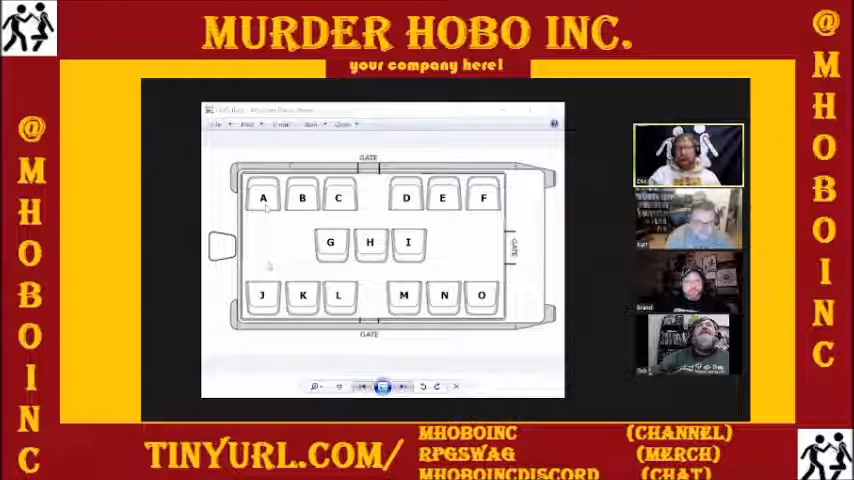 MURDER HOBO INC.
your company here!
@MHOBOINC
@MHOBOINC
GATE
A B C D E F
G H I
GATE
J K L M N O
GATE
Brand
TINYURL.COM/
MHOBOINC (CHANNEL)
RPGSWAG (MERCH)
MHOBOINCDISCORD (CHAT)